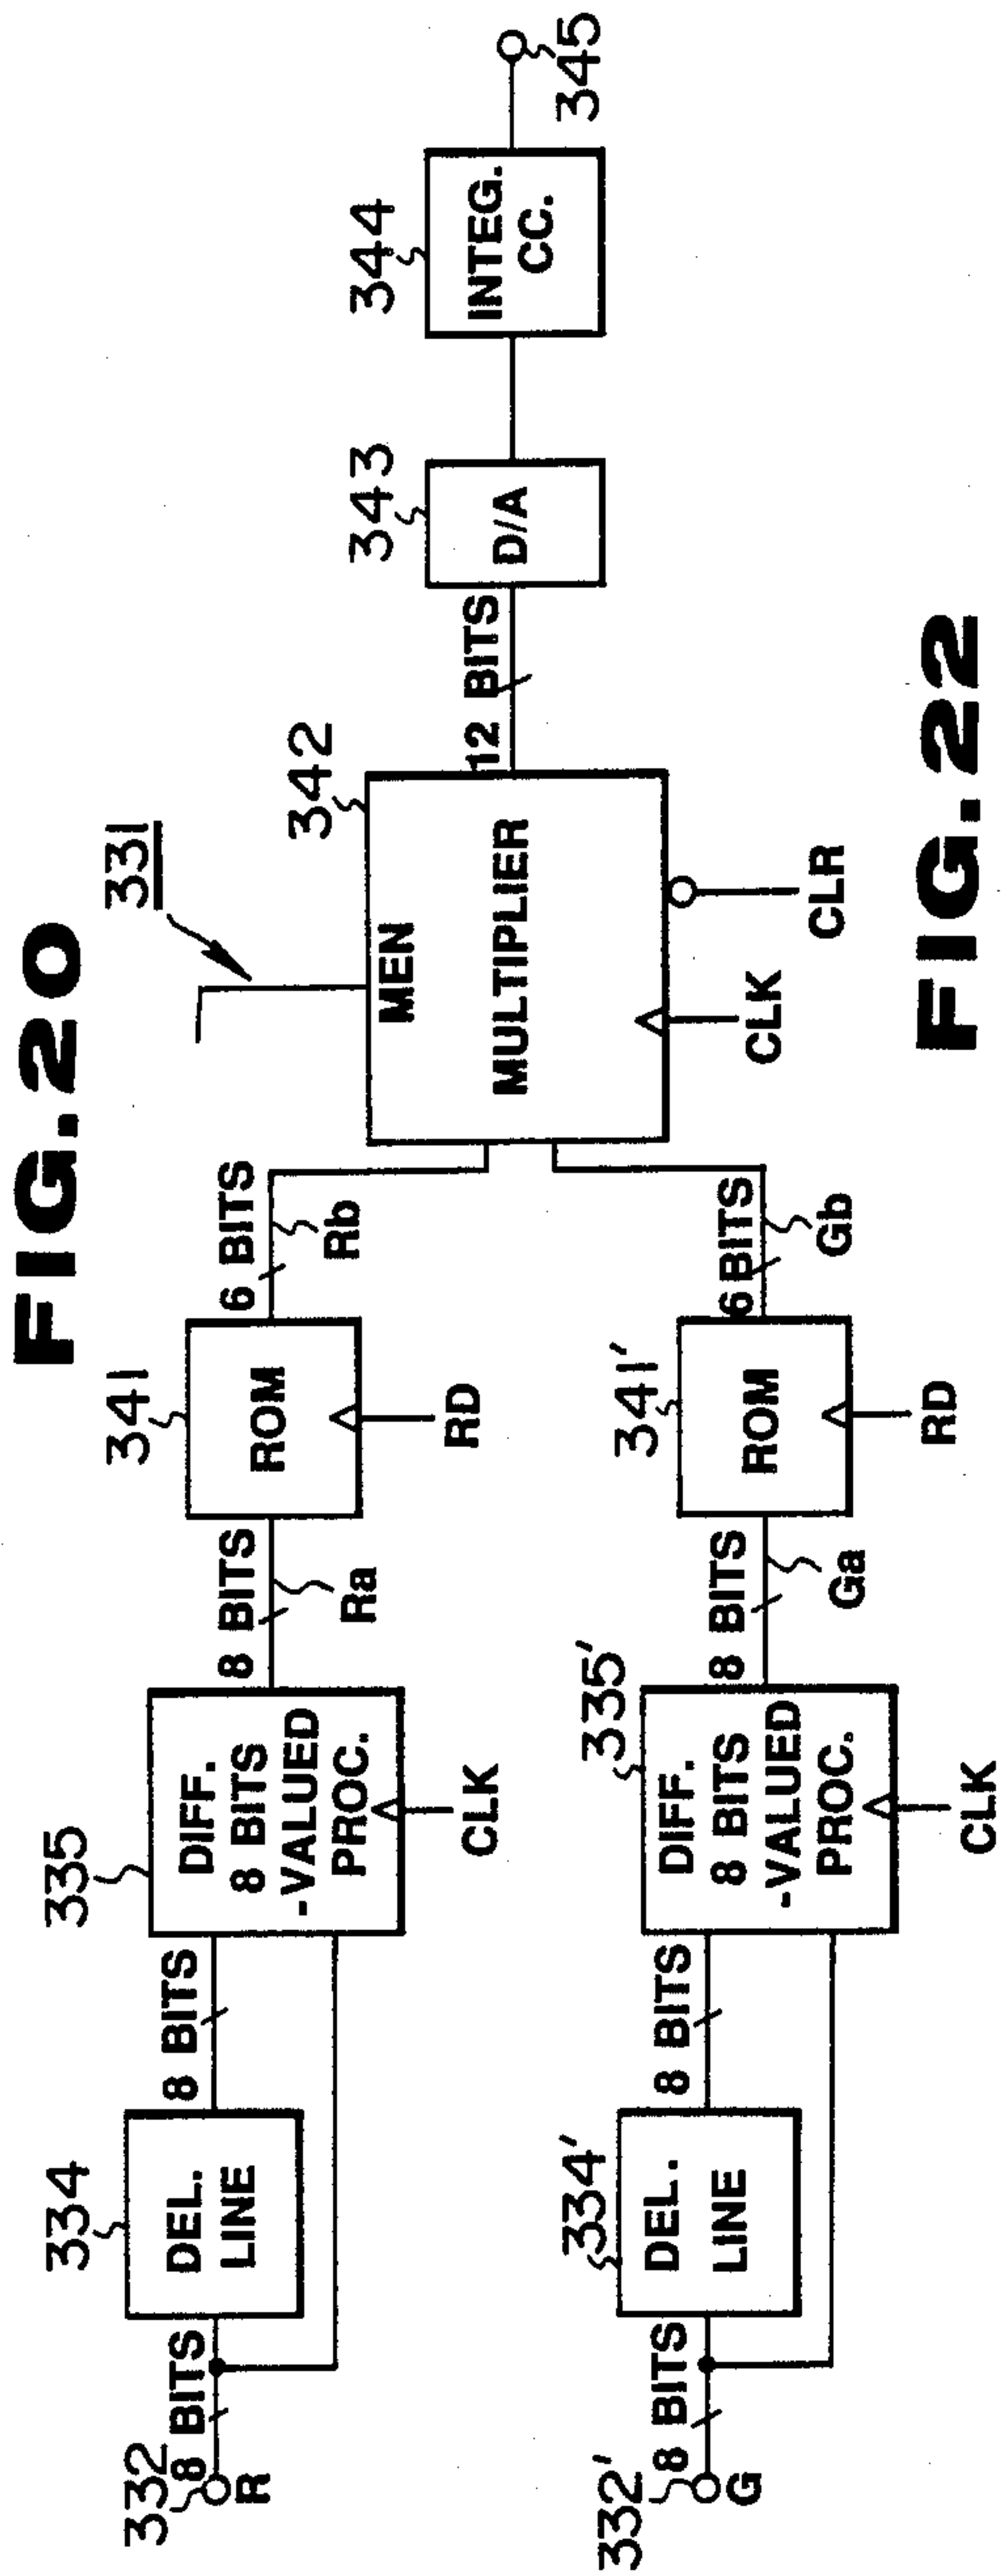 FIG.20
331
332
8 BITS
R
334
DEL.
LINE
8 BITS
335
DIFF.
8 BITS
-VALUED
PROC.
CLK
8 BITS
Ra
341
ROM
RD
6 BITS
Rb
332'
8 BITS
G
334'
DEL.
LINE
8 BITS
335'
DIFF.
8 BITS
-VALUED
PROC.
CLK
8 BITS
Ga
341'
ROM
RD
6 BITS
Gb
342
MEN
MULTIPLIER
CLK
CLR
12 BITS
343
D/A
344
INTEG.
CC.
345
FIG.22